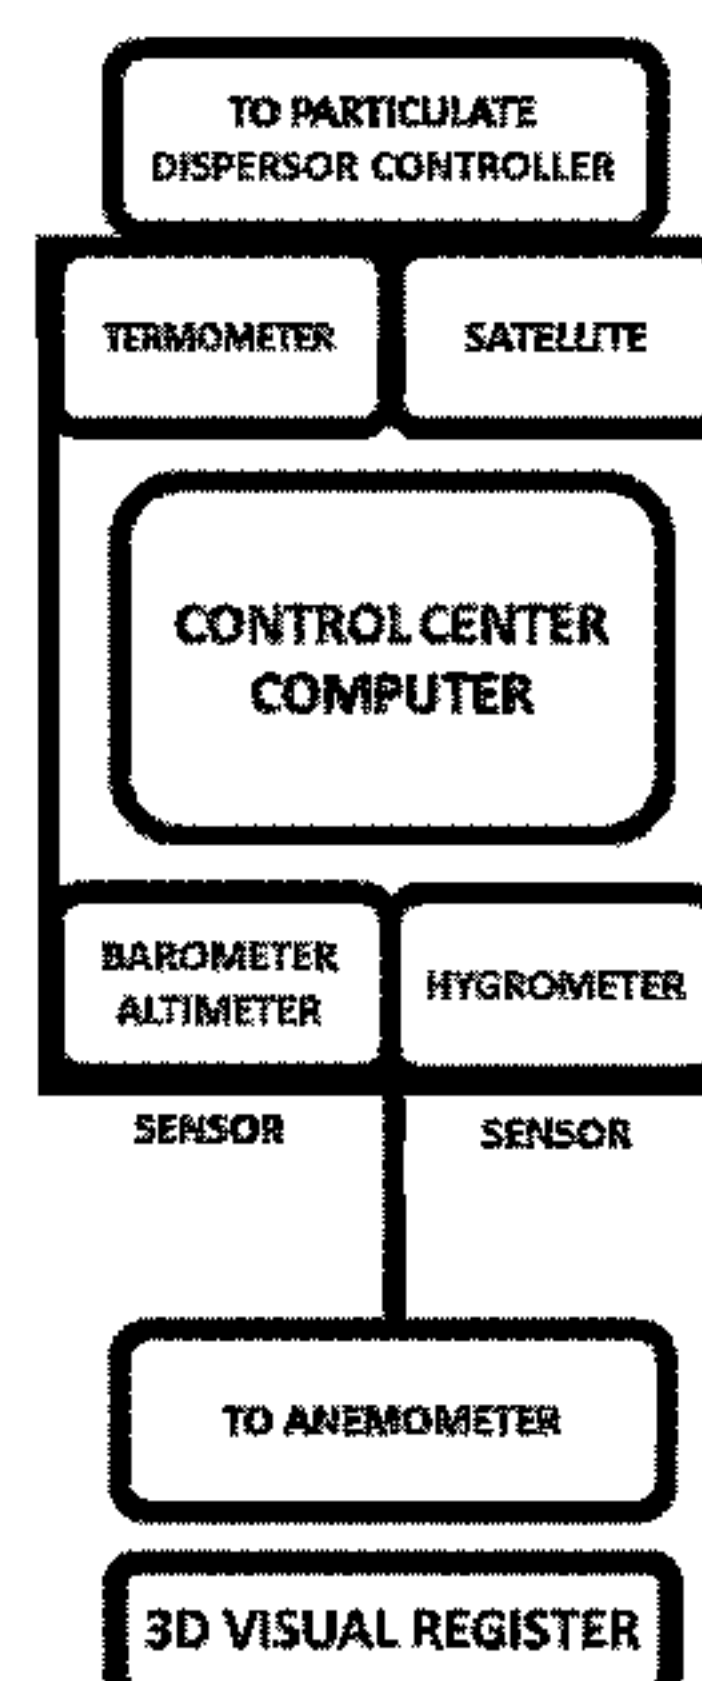 TO PARTICULATE
DISPERSOR CONTROLLER
TERMOMETER
SATELLITE
CONTROL CENTER
COMPUTER
BAROMETER
ALTIMETER
HYGROMETER
SENSOR
SENSOR
TO ANEMOMETER
3D VISUAL REGISTER